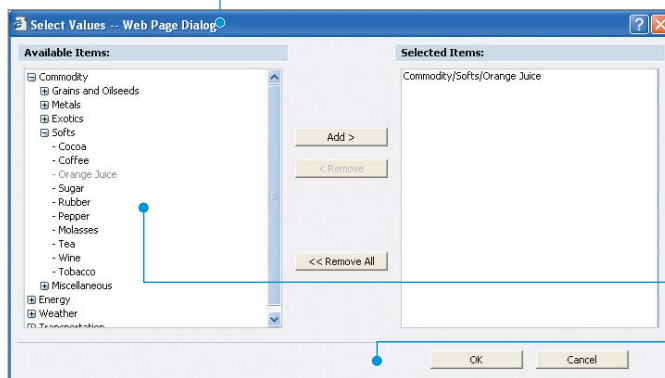 Select Values -- Web Page Dialog
Available Items:
Commodity
Grains and Oilseeds
Metals
Exotics
Softs
- Cocoa
- Coffee
- Orange Juice
- Sugar
- Rubber
- Pepper
- Molasses
- Tea
- Wine
- Tobacco
Miscellaneous
Energy
Weather
Transportation
Add >
< Remove
<< Remove All
Selected Items:
Commodity/Softs/Orange Juice
OK
Cancel